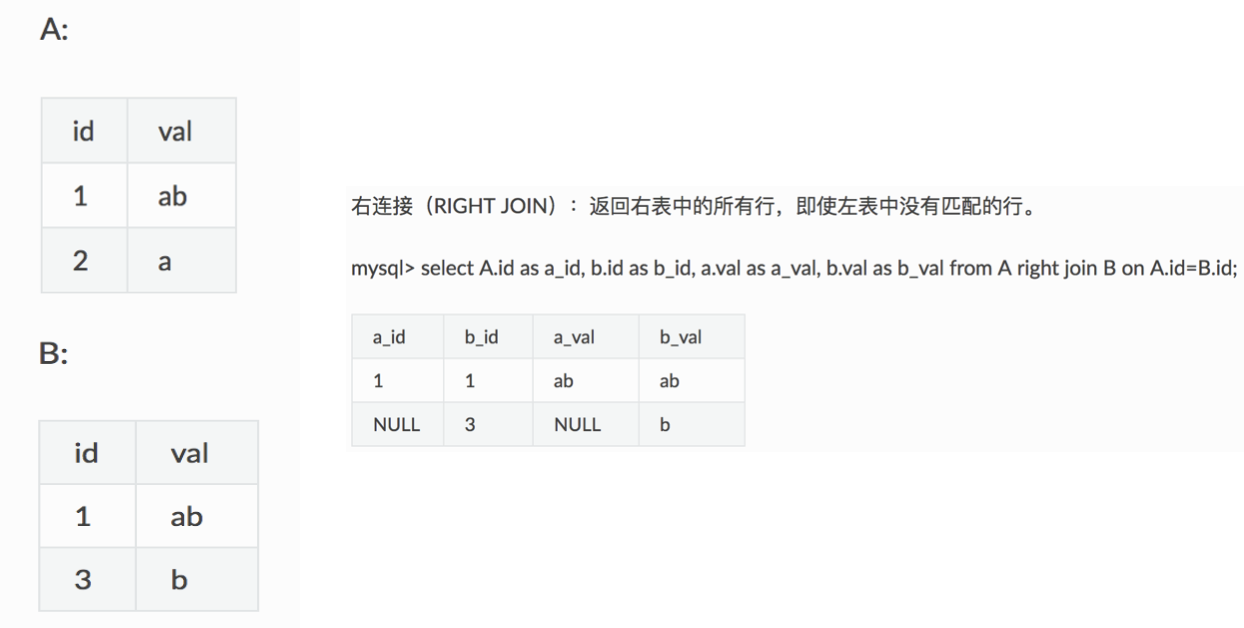 A:
id val
1 ab
2 a
B:
id val
1 ab
3 b
右连接（RIGHT JOIN）：返回右表中的所有行，即使左表中没有匹配的行。
mysql> select A.id as a_id, b.id as b_id, a.val as a_val, b.val as b_val from A right join B on A.id=B.id;
a_id b_id a_val b_val
1 1 ab ab
NULL 3 NULL b